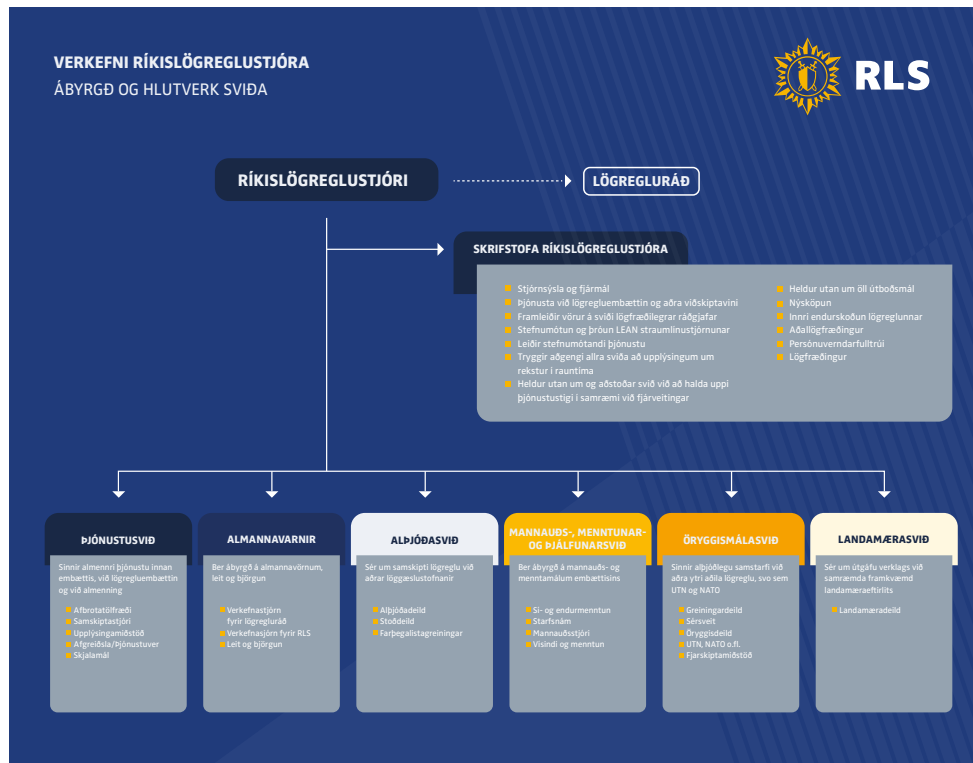 VERKEFNI RÍKISLÖGREGLUSTJÓRA
ÁBYRGÐ OG HLUTVERK SVIÐA
RLS
RÍKISLÖGREGLUSTJÓRI
LÖGREGLURÁÐ
SKRIFSTOFA RÍKISLÖGREGLUSTJÓRA
Stjórnsýsla og fjármál
Þjónusta við lögregluembættin og aðra viðskiptavini
Framleiðir vörur á sviði lögfræðilegrar ráðgjafar
Stefnumótun og þróun LEAN straumlínustjórnunar
Leiðir stefnumótandi þjónustu
Tryggir aðgengi allra sviða að upplýsingum um
rekstur í rauntíma
Heldur utan um og aðstoðar svið við að halda uppi
þjónustustigi í samræmi við fjárveitingar
Heldur utan um öll útboðsmál
Nýsköpun
Innri endurskoðun lögreglunnar
Aðallögfræðingur
Persónuverndarfulltrúi
Lögfræðingur
ÞJÓNUSTUSVIÐ
Sinnir almennri þjónustu innan
embættis, við lögregluembættin
og við almenning
Afbrotatölfræði
Samskiptastjóri
Upplýsingamiðstöð
Afgreiðsla/Þjónustuver
Skjalamál
ALMANNAVARNIR
Ber ábyrgð á almannavörnum,
leit og björgun
Verkefnastjórn
fyrir lögregluráð
Verkefnasjórn fyrir RLS
Leit og björgun
ALÞJÓÐASVIÐ
Sér um samskipti lögreglu við
aðrar löggæslustofnanir
Alþjóðadeild
Stoðdeild
Farþegalistagreiningar
MANNAUÐS-, MENNTUNAR-
OG ÞJÁLFUNARSVIÐ
Ber ábyrgð á mannauðs- og
menntamálum embættisins
Sí- og endurmenntun
Starfsnám
Mannauðsstjóri
Vísindi og menntun
ÖRYGGISMÁLASVIÐ
Sinnir alþjóðlegu samstarfi við
aðra ytri aðila lögreglu, svo sem
UTN og NATO
Greiningardeild
Sérsveit
Öryggisdeild
UTN, NATO o.fl.
Fjarskiptamiðstöð
LANDAMÆRASVIÐ
Sér um útgáfu verklags við
samræmda framkvæmd
landamæraeftirlits
Landamæradeild